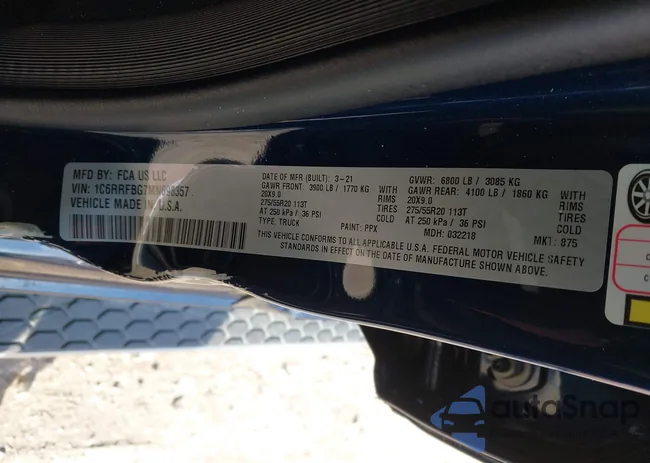 MFD BY: FCA US LLC
DATE OF MFR (BUILT): 3-21
GVWR: 6800 LB / 3085 KG
GAWR FRONT: 3900 LB / 1770 KG WITH
GAWR REAR: 4100 LB / 1860 KG WITH
20X9.0 RIMS
20X9.0 RIMS
275/55R20 113T TIRES
275/55R20 113T TIRES
AT 250 kPa / 36 PSI COLD
AT 250 kPa / 36 PSI COLD
VIN:
VEHICLE MADE IN U.S.A.
TYPE: TRUCK
PAINT: PPX
MDH: 032218
MKT: 875
THIS VEHICLE CONFORMS TO ALL APPLICABLE U.S.A. FEDERAL MOTOR VEHICLE SAFETY
STANDARDS IN EFFECT ON THE DATE OF MANUFACTURE SHOWN ABOVE.
autoSnap